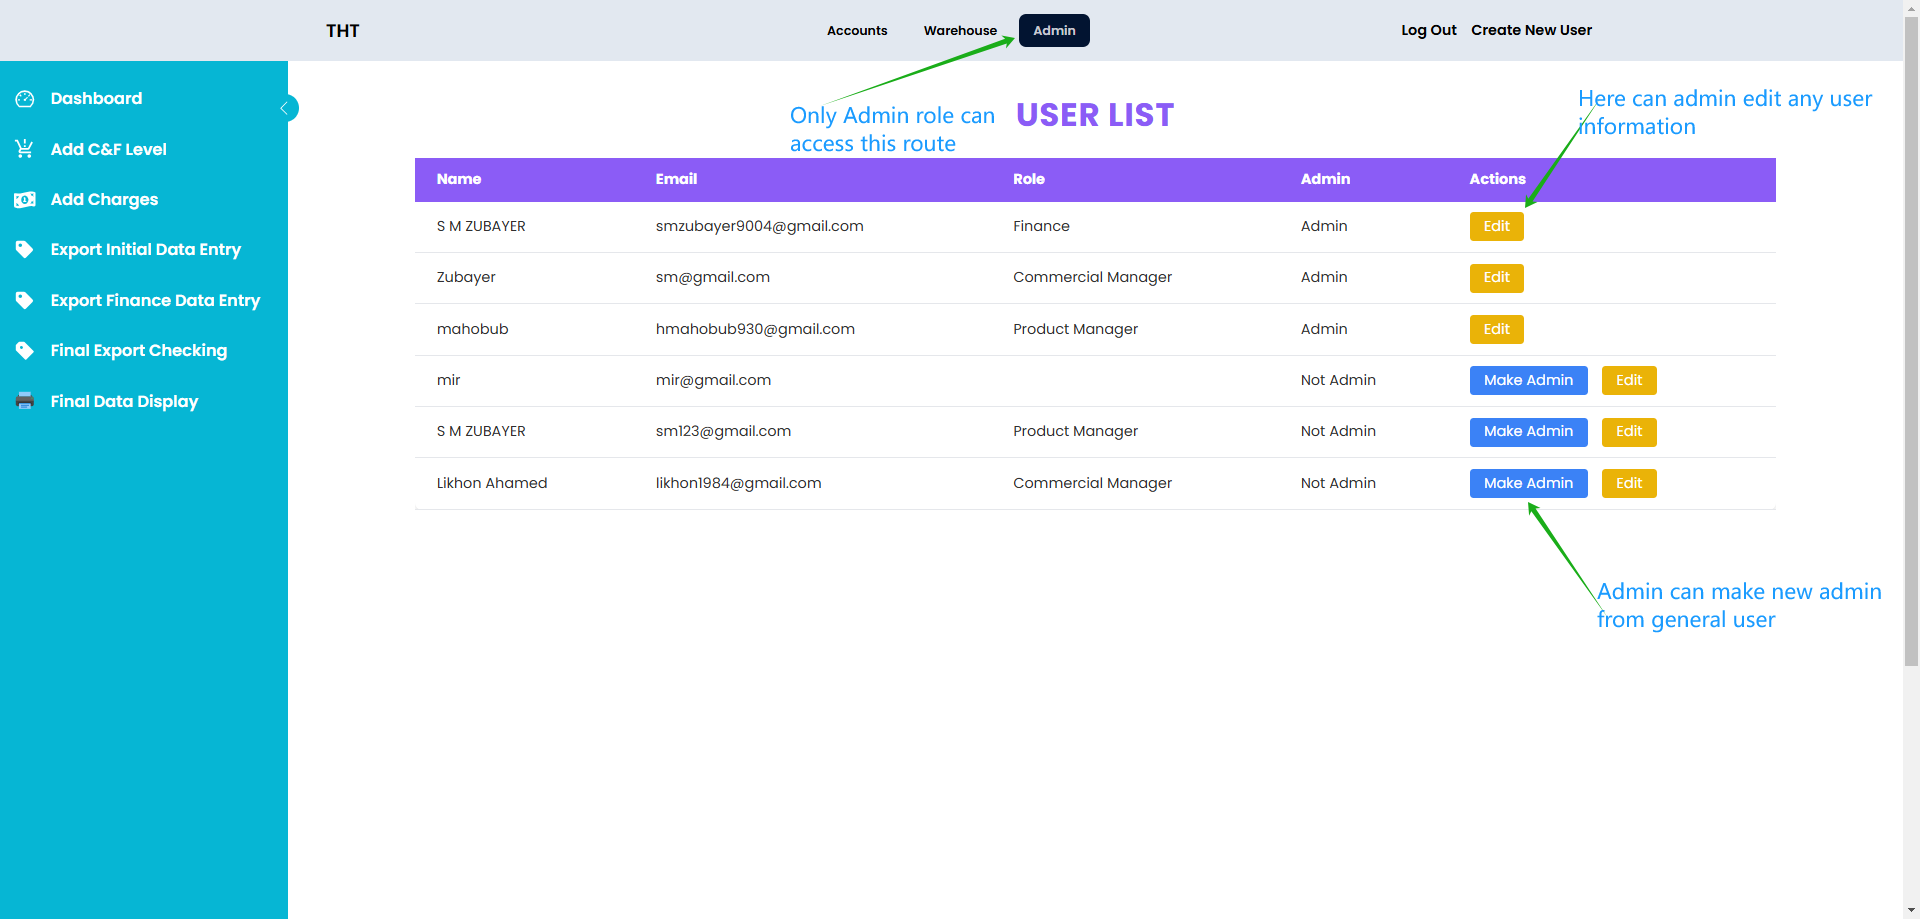 THT
Accounts Warehouse Admin
Log Out Create New User
Dashboard
Add C&F Level
Add Charges
Export Initial Data Entry
Export Finance Data Entry
Final Export Checking
Final Data Display
Only Admin role can
access this route
USER LIST
Here can admin edit any user
information
Name Email Role Admin Actions
S M ZUBAYER smzubayer9004@gmail.com Finance Admin Edit
Zubayer sm@gmail.com Commercial Manager Admin Edit
mahobub hmahobub930@gmail.com Product Manager Admin Edit
mir mir@gmail.com Not Admin Make Admin Edit
S M ZUBAYER sm123@gmail.com Product Manager Not Admin Make Admin Edit
Likhon Ahamed likhon1984@gmail.com Commercial Manager Not Admin Make Admin Edit
Admin can make new admin
from general user